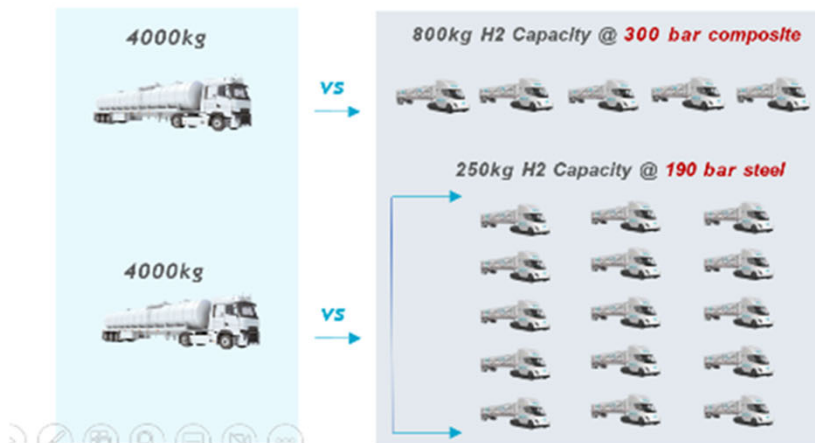 4000kg
vs
800kg H2 Capacity @ 300 bar composite
250kg H2 Capacity @ 190 bar steel
4000kg
vs